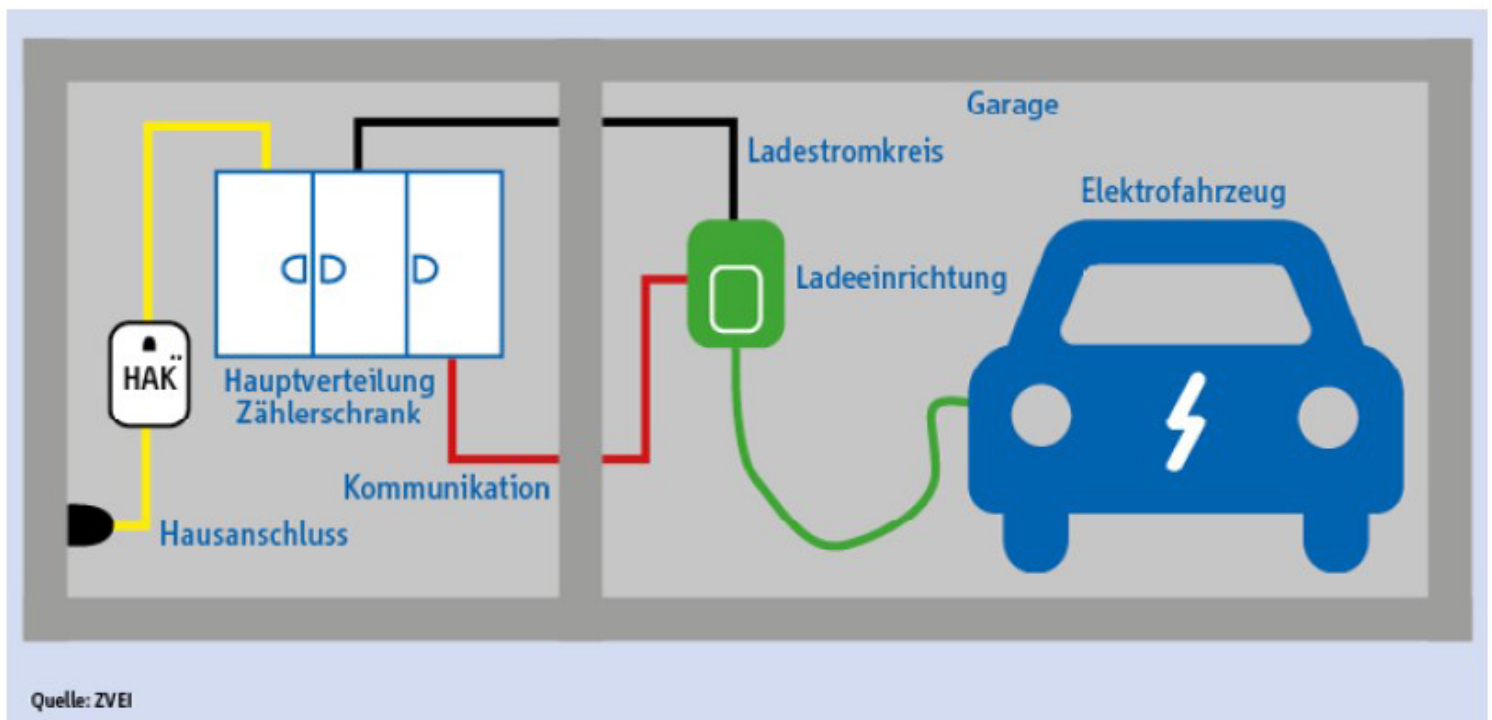 Garage
Ladestromkreis
Elektrofahrzeug
Ladeeinrichtung
HAK
Hauptverteilung
Zählerschrank
Kommunikation
Hausanschluss
Quelle: ZVEI